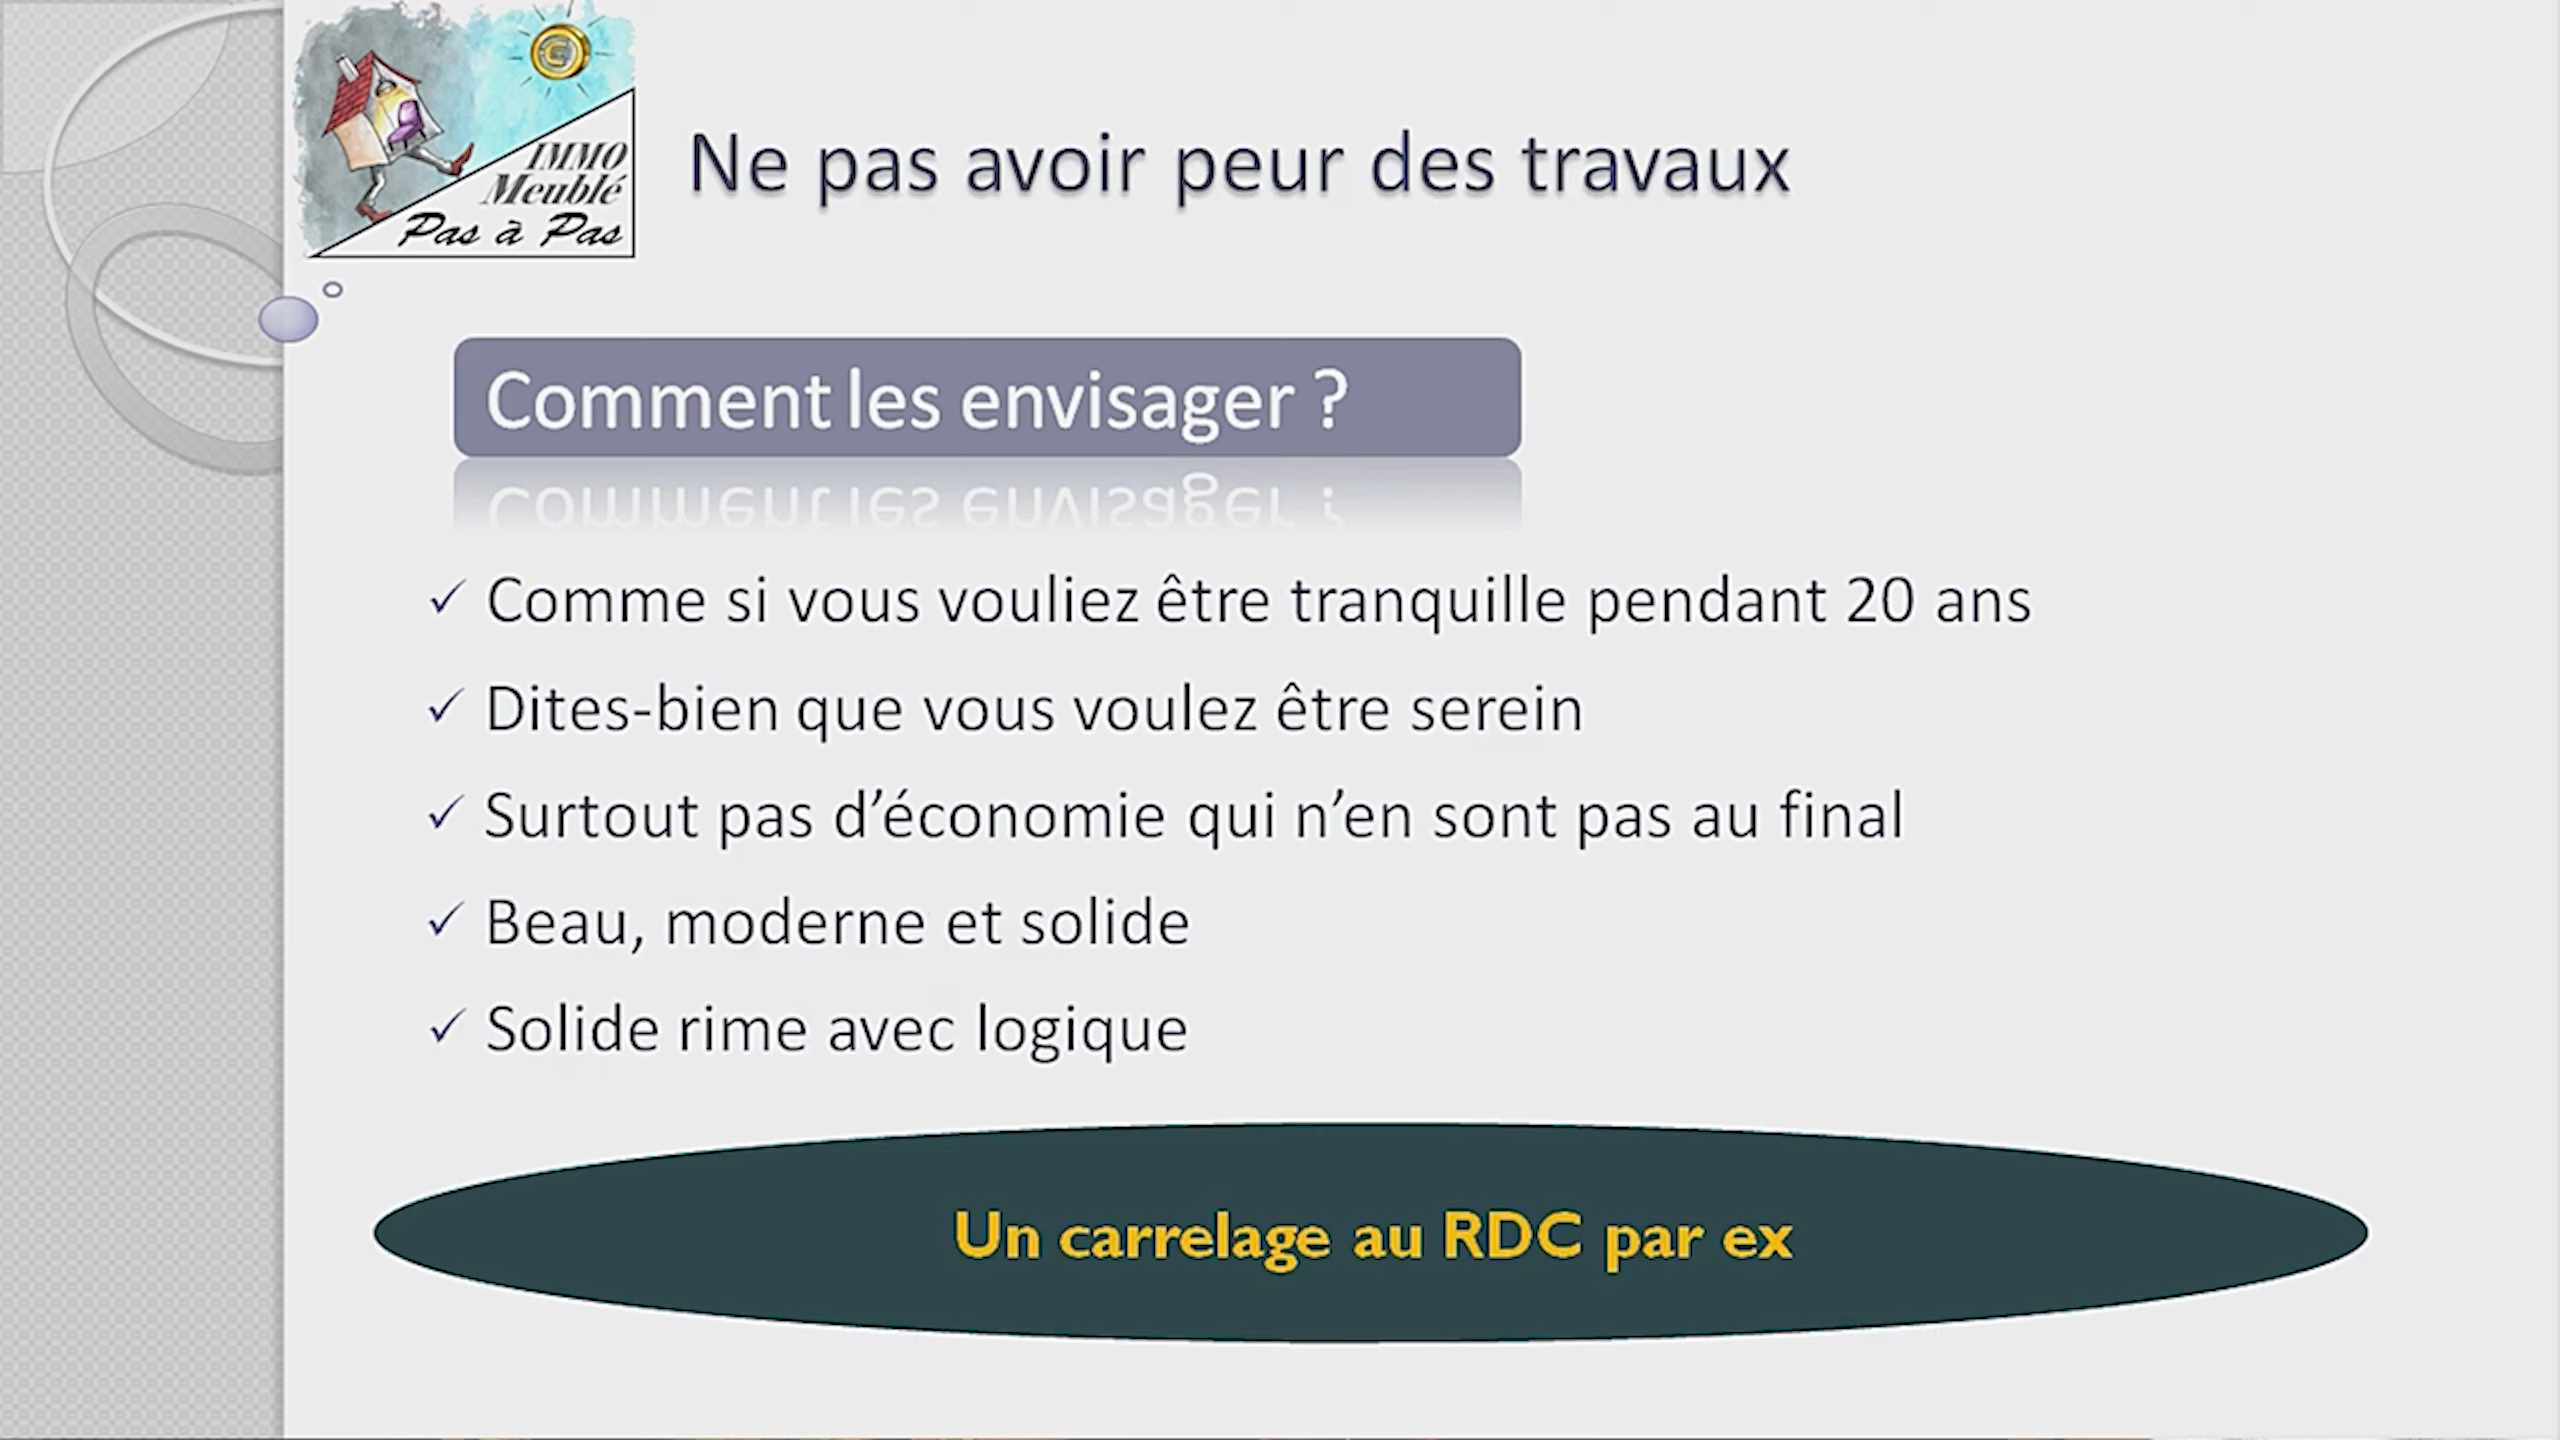 IMMO
Meublé
Pas à Pas
Ne pas avoir peur des travaux
Comment les envisager ?
✓ Comme si vous vouliez être tranquille pendant 20 ans
✓ Dites-bien que vous voulez être serein
✓ Surtout pas d’économie qui n’en sont pas au final
✓ Beau, moderne et solide
✓ Solide rime avec logique
Un carrelage au RDC par ex